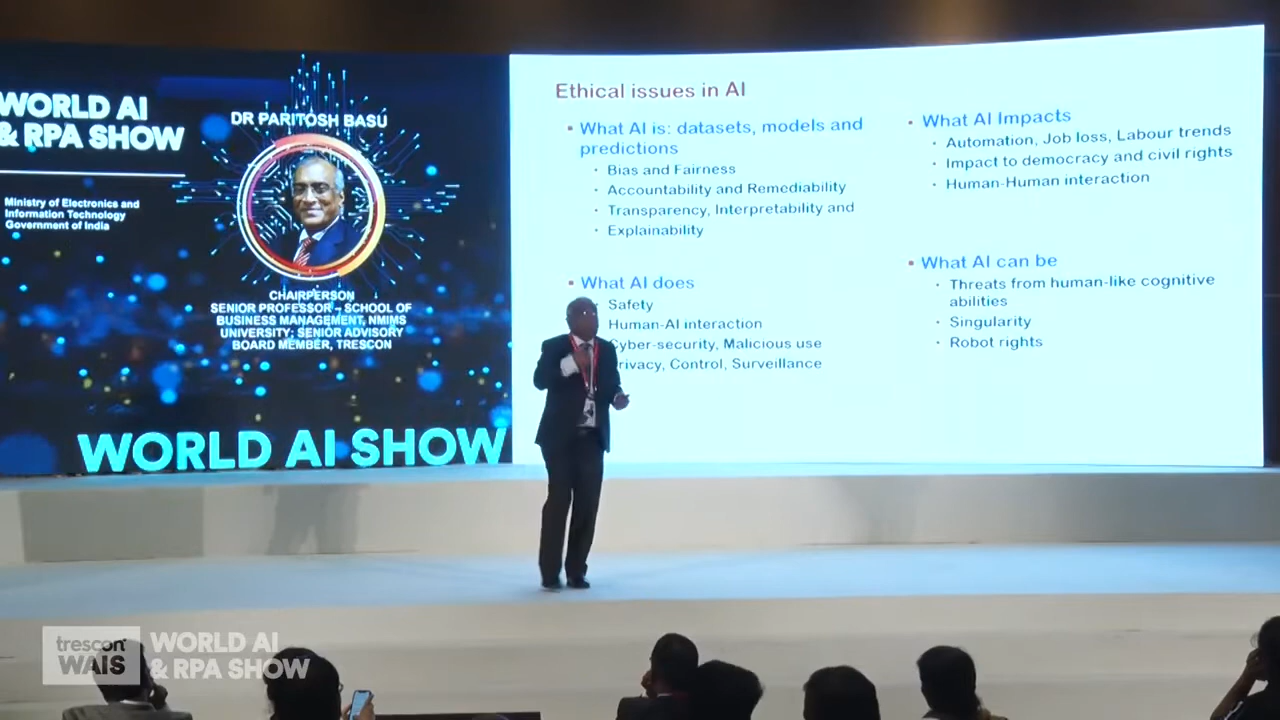 WORLD AI
& RPA SHOW
Ministry of Electronics and
Information Technology
Government of India
DR PARITOSH BASU
CHAIRPERSON
SENIOR PROFESSOR – SCHOOL OF
BUSINESS MANAGEMENT, NMIMS
UNIVERSITY; SENIOR ADVISORY
BOARD MEMBER, TRESCON
WORLD AI SHOW
Ethical issues in AI
What AI is: datasets, models and
predictions
Bias and Fairness
Accountability and Remediability
Transparency, Interpretability and
Explainability
What AI does
Safety
Human-AI interaction
Cyber-security, Malicious use
Privacy, Control, Surveillance
What AI Impacts
Automation, Job loss, Labour trends
Impact to democracy and civil rights
Human-Human interaction
What AI can be
Threats from human-like cognitive
abilities
Singularity
Robot rights
trescon
WAIS
WORLD AI
& RPA SHOW